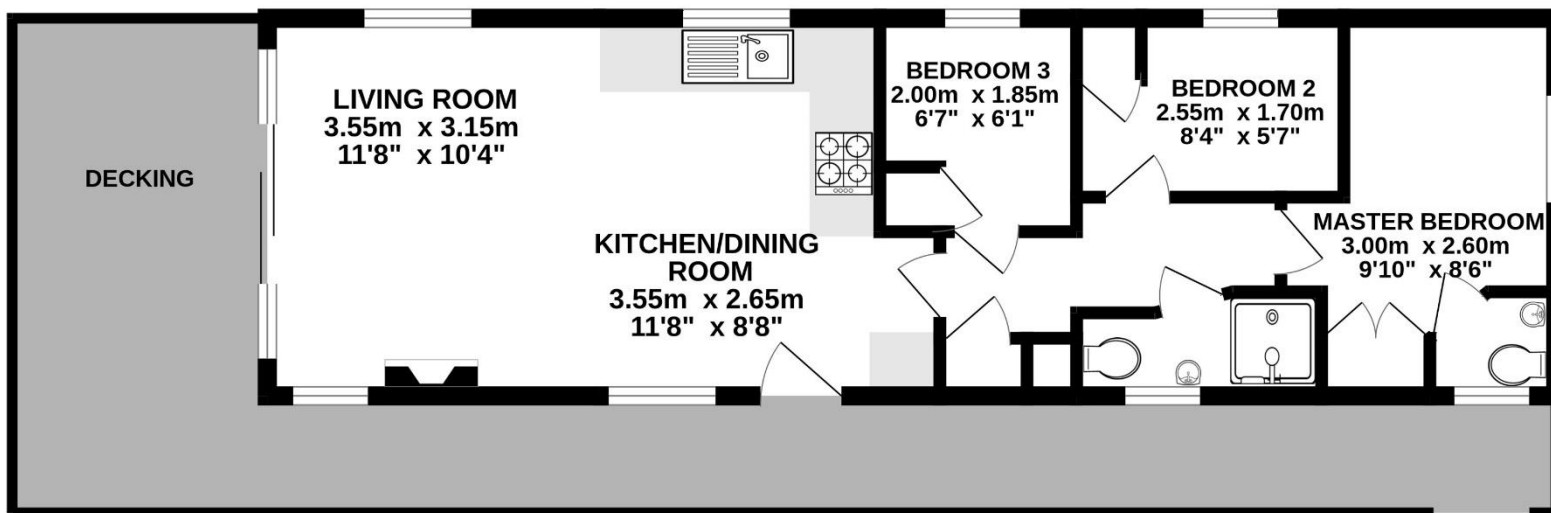 DECKING
LIVING ROOM
3.55m x 3.15m
11'8" x 10'4"
KITCHEN/DINING
ROOM
3.55m x 2.65m
11'8" x 8'8"
BEDROOM 3
2.00m x 1.85m
6'7" x 6'1"
BEDROOM 2
2.55m x 1.70m
8'4" x 5'7"
MASTER BEDROOM
3.00m x 2.60m
9'10" x 8'6"